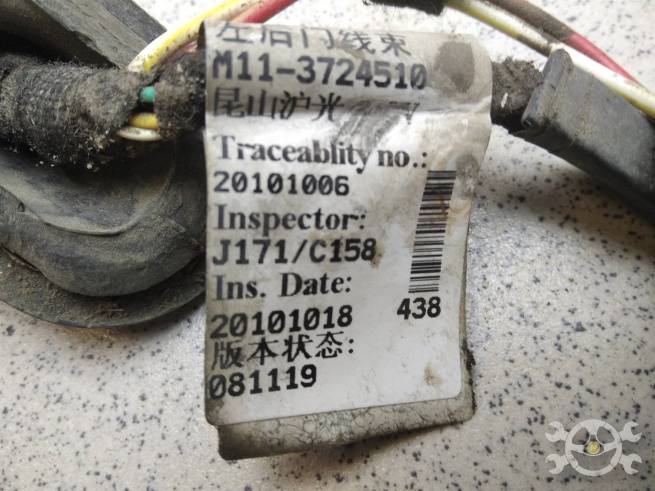 左后门线束
M11-3724510
昆山沪光
Traceablity no.:
20101006
Inspector:
J171/C158
Ins. Date:
20101018
438
版本状态:
081119